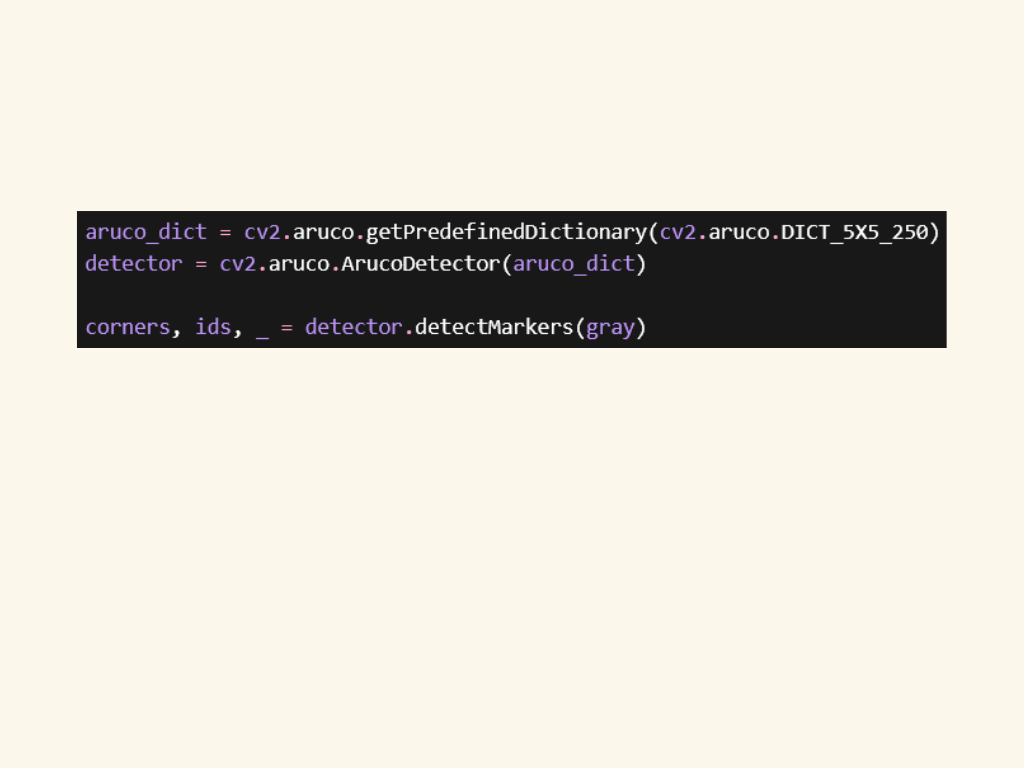 aruco_dict = cv2.aruco.getPredefinedDictionary(cv2.aruco.DICT_5X5_250)
detector = cv2.aruco.ArucoDetector(aruco_dict)
corners, ids, _ = detector.detectMarkers(gray)